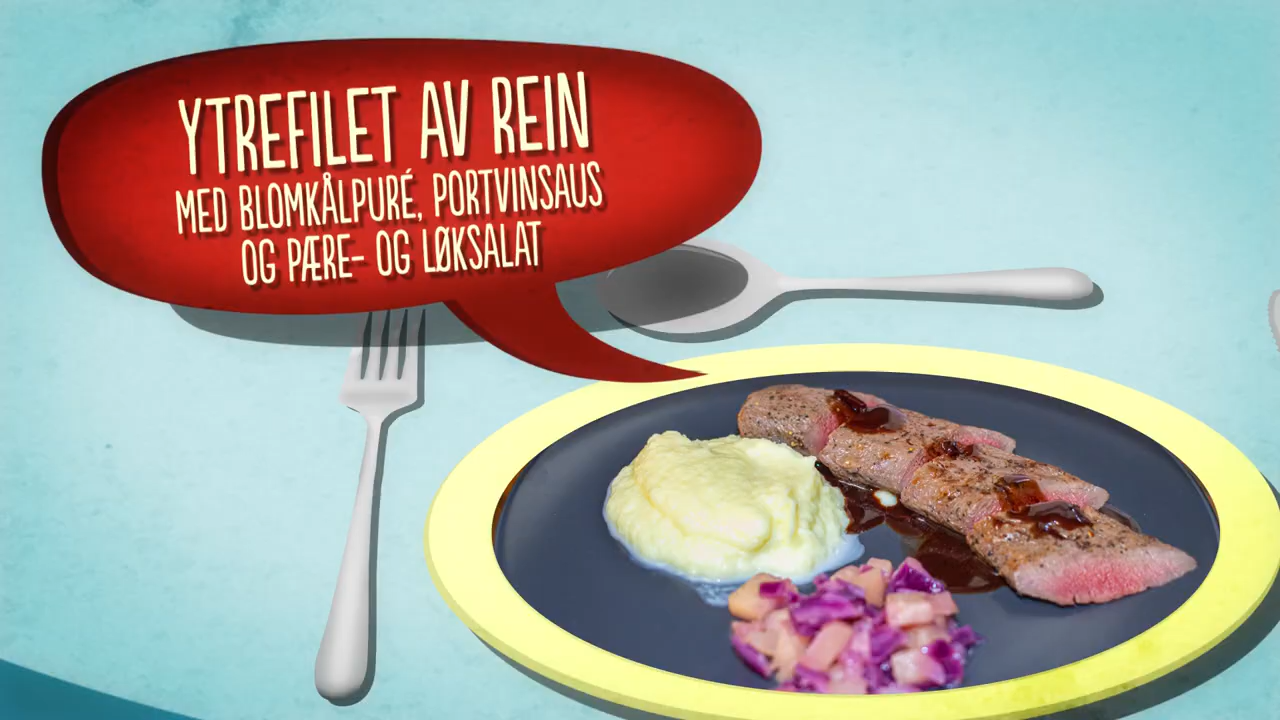 YTREFILET AV REIN
MED BLOMKÅLPURÉ, PORTVINSAUS
OG PÆRE- OG LØKSALAT